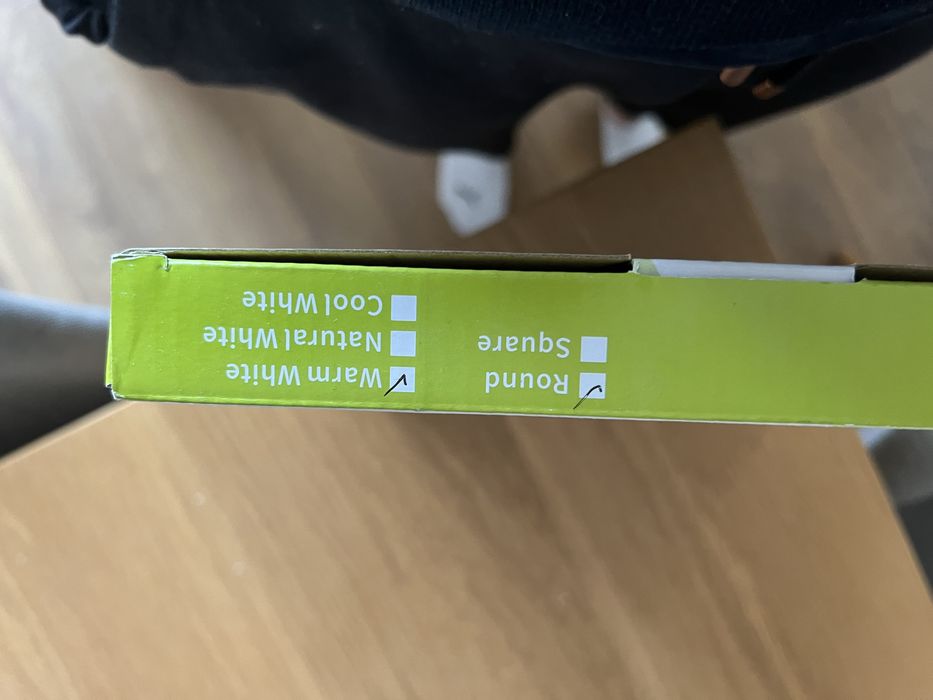 Round
Square
Warm White
Natural White
Cool White